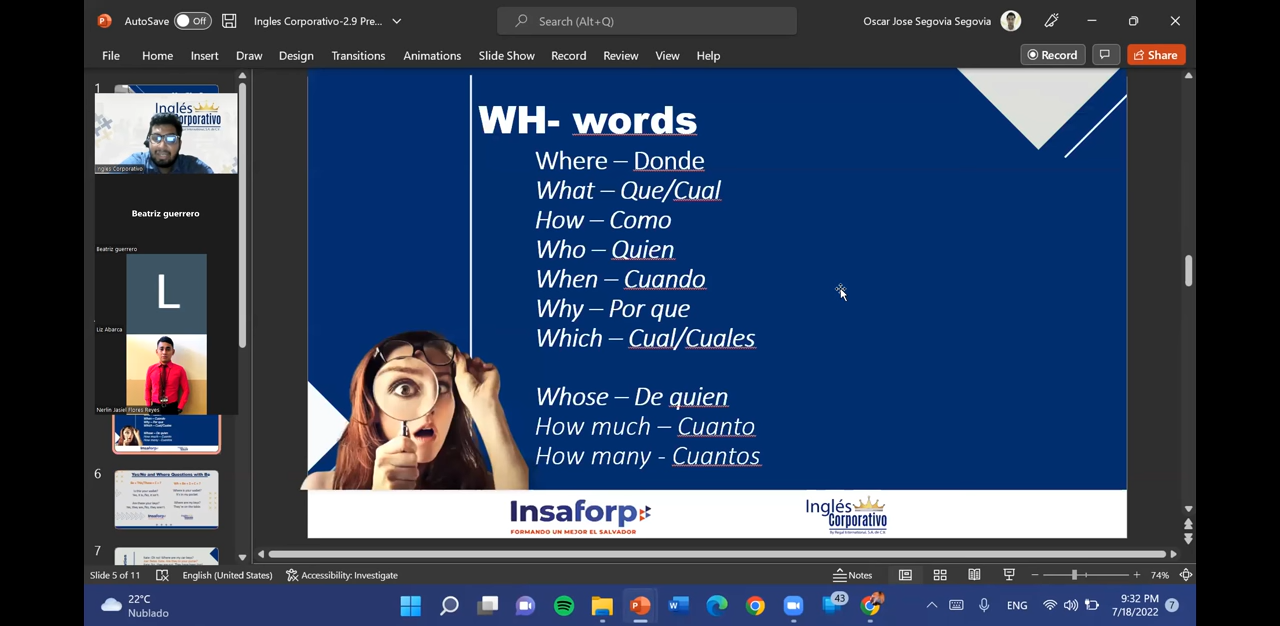 AutoSave Off Ingles Corporativo-2.9 Pre... Search (Alt+Q) Oscar Jose Segovia Segovia
File Home Insert Draw Design Transitions Animations Slide Show Record Review View Help Record Share
1
Inglés
Corporativo
Beatriz guerrero
Beatriz guerrero
L
Liz Abarca
Nerlin Jasiel Flores Reyes
6
7
WH- words
Where – Donde
What – Que/Cual
How – Como
Who – Quien
When – Cuando
Why – Por que
Which – Cual/Cuales
Whose – De quien
How much – Cuanto
How many - Cuantos
Insaforp
FORMANDO UN MEJOR EL SALVADOR
Inglés
Corporativo
Slide 5 of 11 English (United States) Accessibility: Investigate Notes 74%
22°C
Nublado
43
ENG
9:32 PM
7/18/2022
7